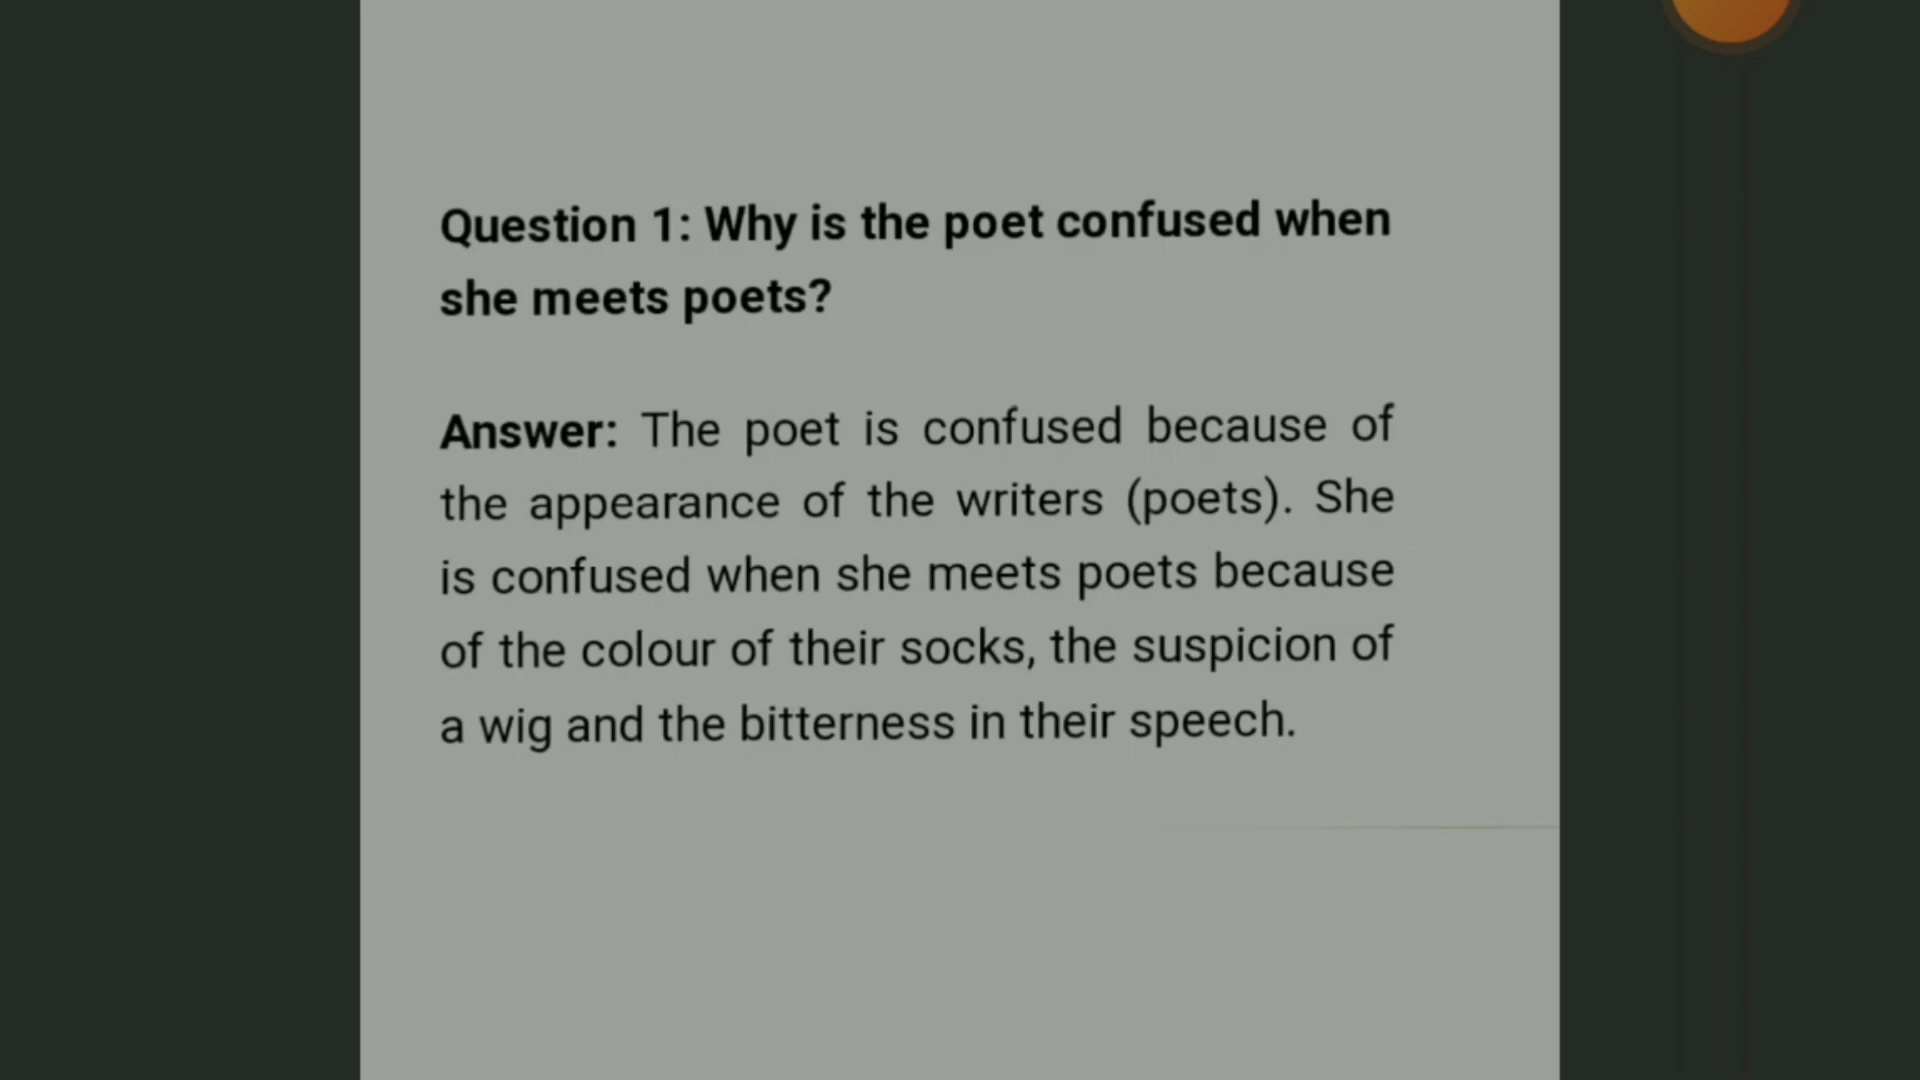 Question 1: Why is the poet confused when
she meets poets?
Answer: The poet is confused because of
the appearance of the writers (poets). She
is confused when she meets poets because
of the colour of their socks, the suspicion of
a wig and the bitterness in their speech.